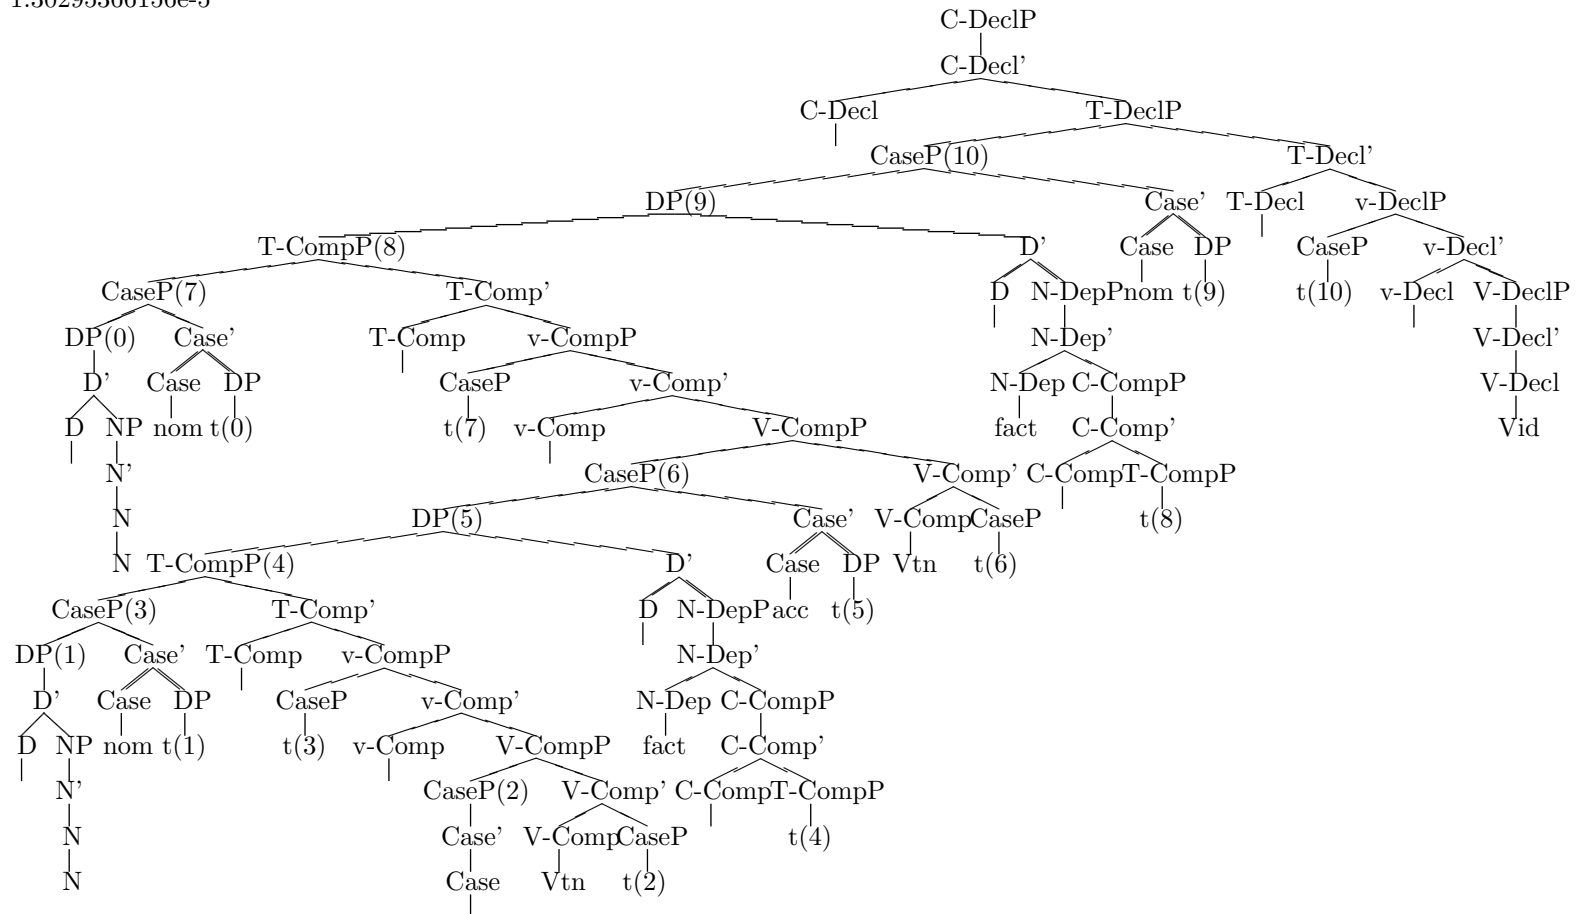 C-DeclP
C-Decl'
C-Decl T-DeclP
CaseP(10) T-Decl'
DP(9) Case' T-Decl v-DeclP
T-CompP(8) D' Case DP CaseP v-Decl'
CaseP(7) T-Comp' D N-DepP nom t(9) t(10) v-Decl V-DeclP
DP(0) Case' T-Comp v-CompP N-Dep' V-Decl'
D' Case DP CaseP v-Comp' N-Dep C-CompP V-Decl
D NP nom t(0) t(7) v-Comp V-CompP fact C-Comp' Vid
N' CaseP(6) V-Comp' C-Comp T-CompP
N DP(5) Case' V-Comp CaseP t(8)
N T-CompP(4) D' Case DP Vtn t(6)
CaseP(3) T-Comp' D N-DepP acc t(5)
DP(1) Case' T-Comp v-CompP N-Dep'
D' Case DP CaseP v-Comp' N-Dep C-CompP
D NP nom t(1) t(3) v-Comp V-CompP fact C-Comp'
N' CaseP(2) V-Comp' C-Comp T-CompP
N Case' V-Comp CaseP t(4)
N Case Vtn t(2)